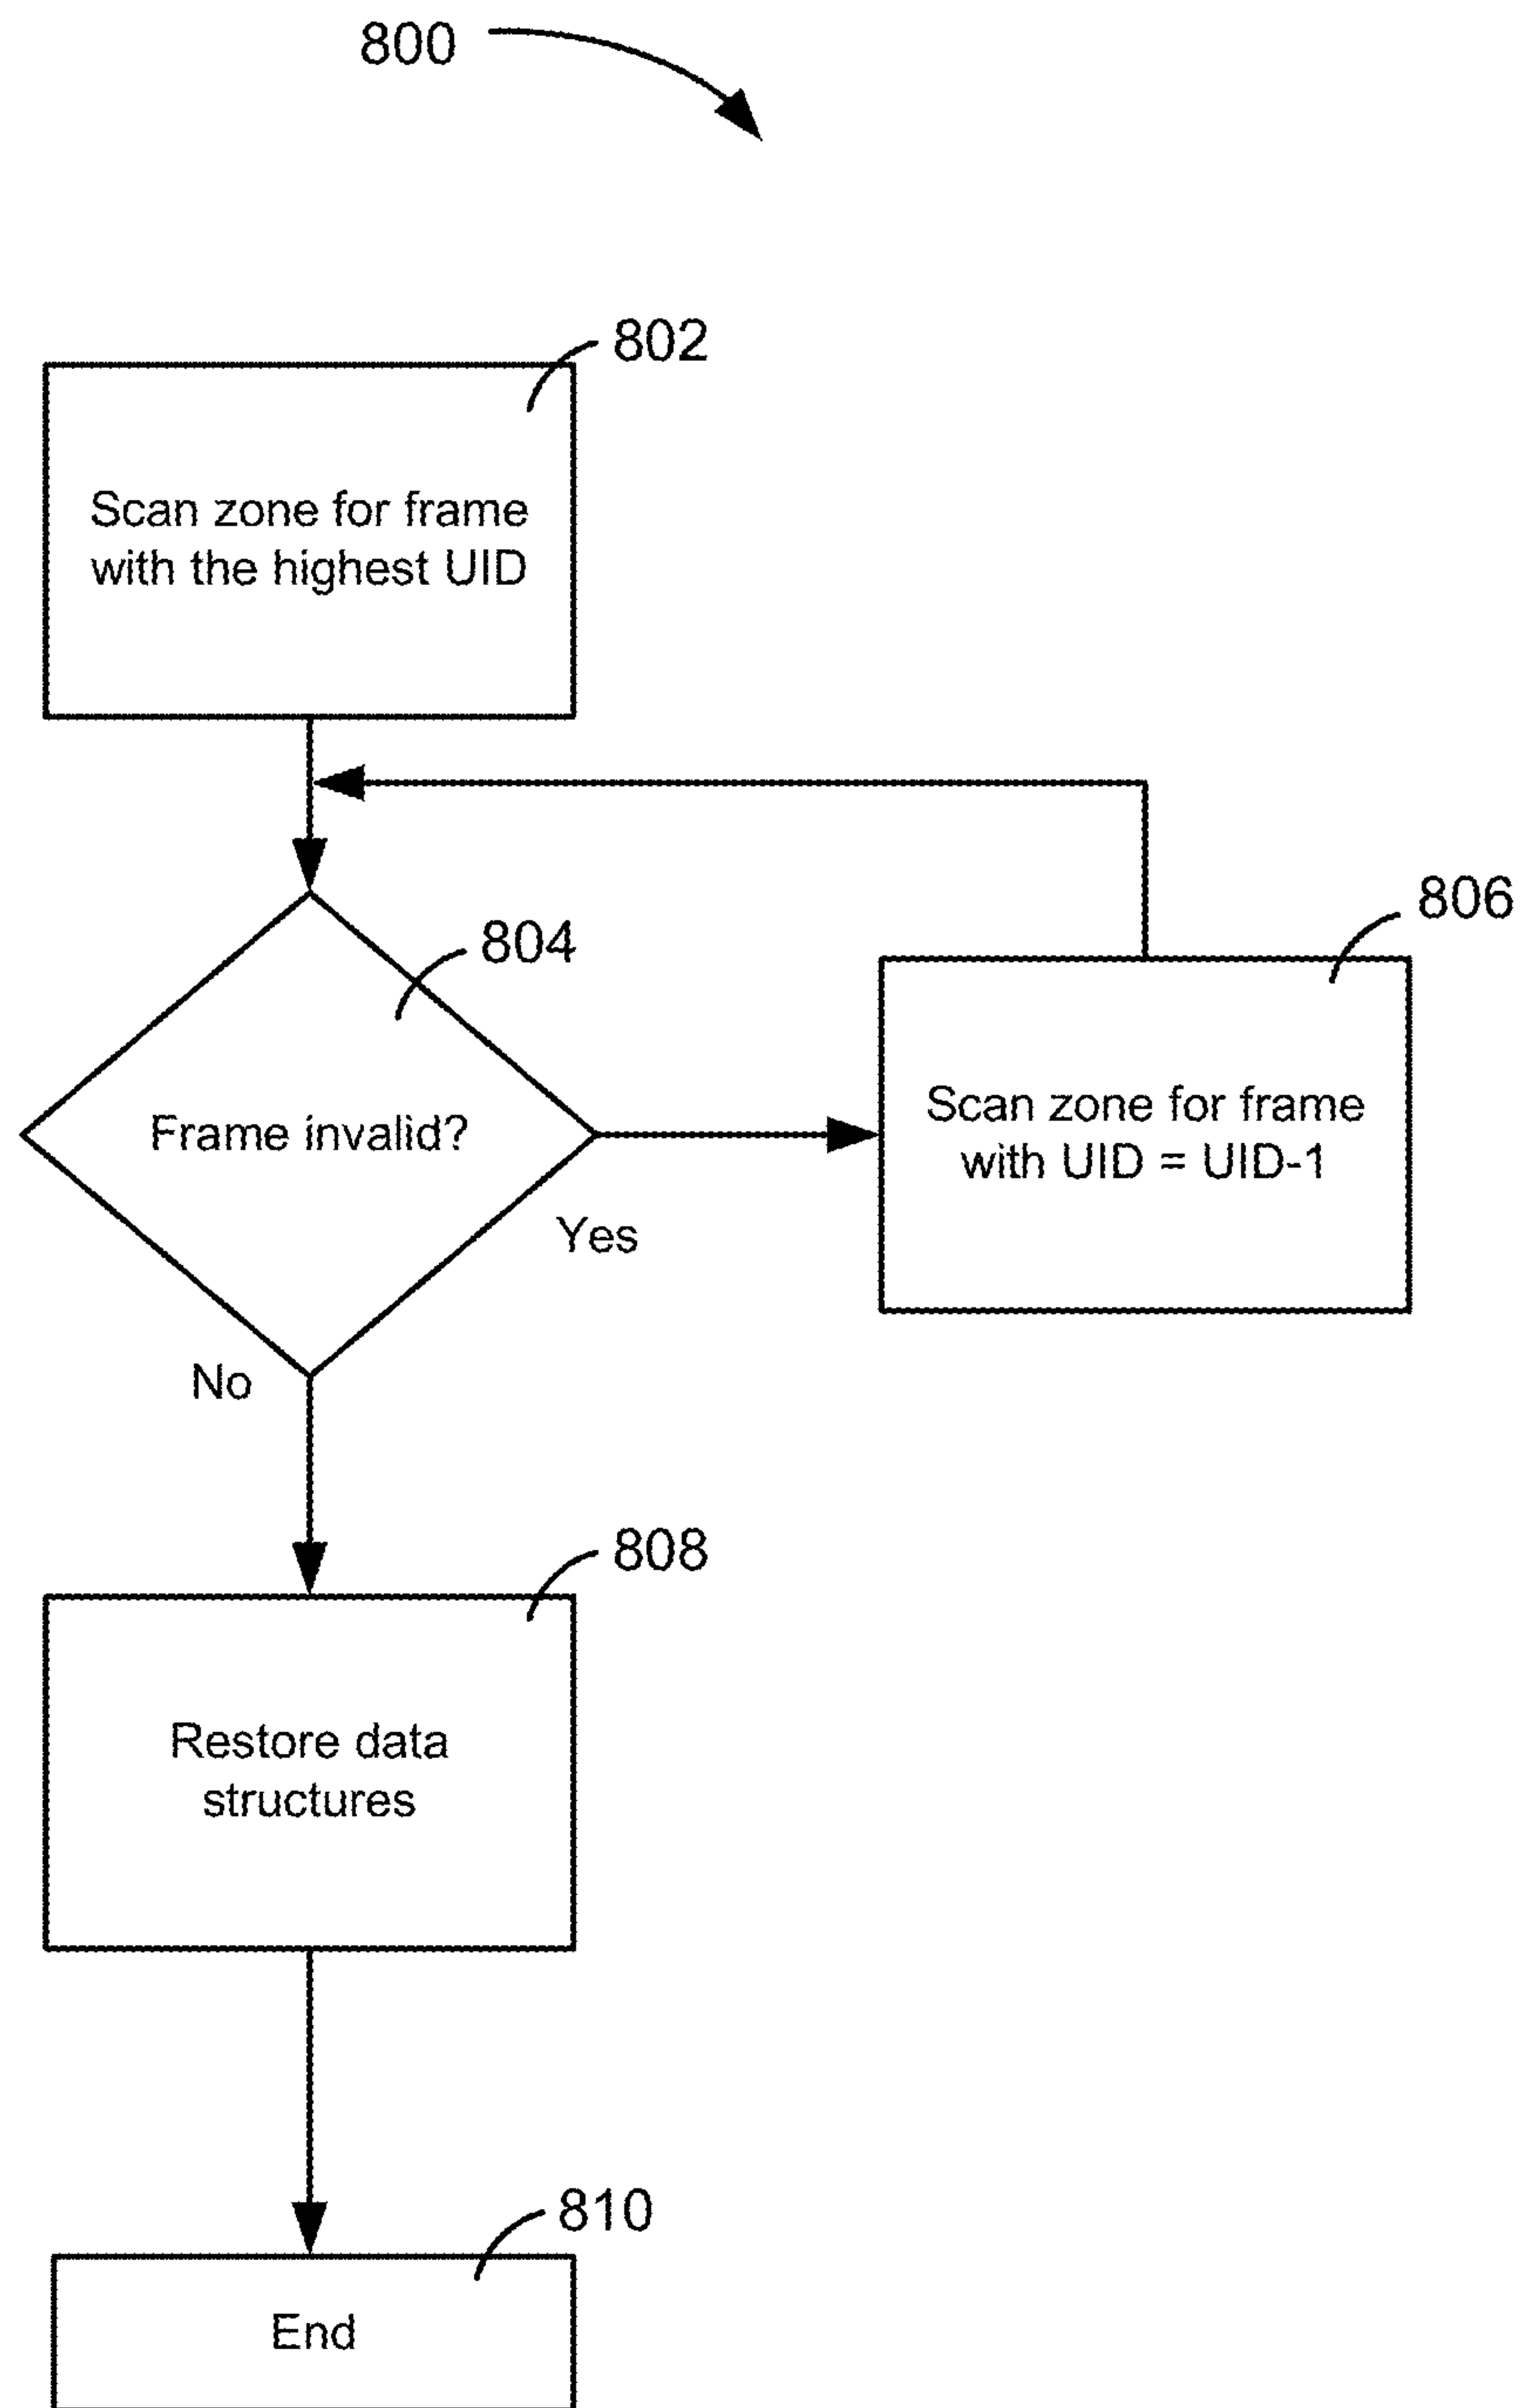 800
802
Scan zone for frame
with the highest UID
804
Frame invalid?
Yes
No
806
Scan zone for frame
with UID = UID-1
808
Restore data
structures
810
End